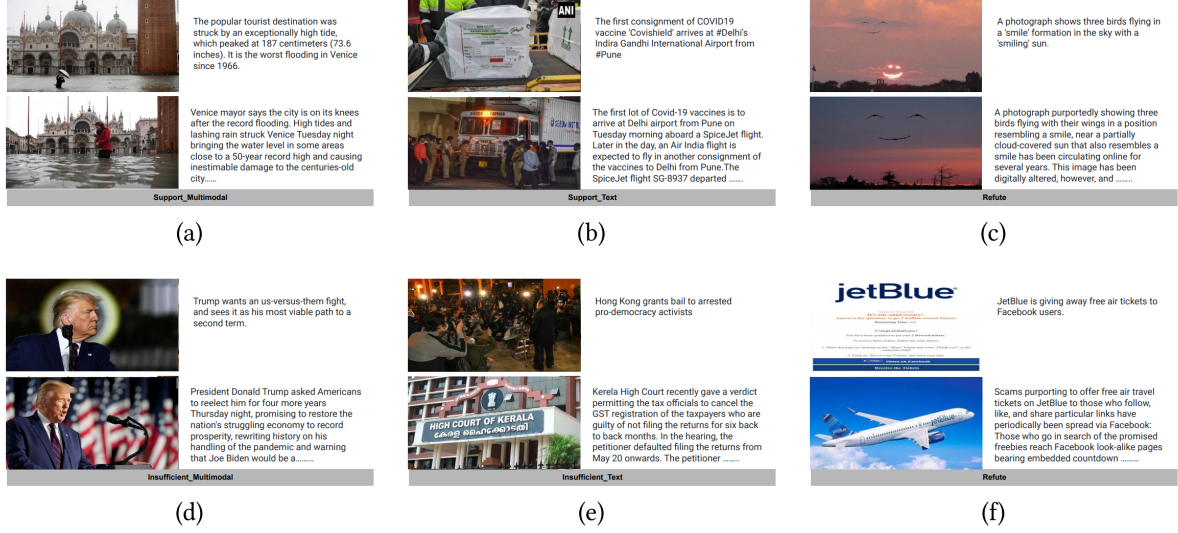 The popular tourist destination was
struck by an exceptionally high tide,
which peaked at 187 centimeters (73.6
inches). It is the worst flooding in Venice
since 1966.
Venice mayor says the city is on its knees
after the record flooding. High tides and
lashing rain struck Venice Tuesday night
bringing the water level in some areas
close to a 50-year record high and causing
inestimable damage to the centuries-old
city......
Support_Multimodal
(a)
ANI
The first consignment of COVID19
vaccine 'Covishield' arrives at #Delhi's
Indira Gandhi International Airport from
#Pune
The first lot of Covid-19 vaccines is to
arrive at Delhi airport from Pune on
Tuesday morning aboard a SpiceJet flight.
Later in the day, an Air India flight is
expected to fly in another consignment of
the vaccines to Delhi from Pune.The
SpiceJet flight SG-8937 departed .......
Support_Text
(b)
A photograph shows three birds flying in
a 'smile' formation in the sky with a
'smiling' sun.
A photograph purportedly showing three
birds flying with their wings in a position
resembling a smile, near a partially
cloud-covered sun that also resembles a
smile has been circulating online for
several years. This image has been
digitally altered, however, and ........
Refute
(c)
Trump wants an us-versus-them fight,
and sees it as his most viable path to a
second term.
President Donald Trump asked Americans
to reelect him for four more years
Thursday night, promising to restore the
nation's struggling economy to record
prosperity, rewriting history on his
handling of the pandemic and warning
that Joe Biden would be a.........
Insufficient_Multimodal
(d)
Hong Kong grants bail to arrested
pro-democracy activists
HIGH COURT OF KERALA
കേരള ഹൈക്കോടതി
Kerala High Court recently gave a verdict
permitting the tax officials to cancel the
GST registration of the taxpayers who are
guilty of not filing the returns for six back
to back months. In the hearing, the
petitioner defaulted filing the returns from
May 20 onwards. The petitioner ........
Insufficient_Text
(e)
jetBlue
Congratulations!
JetBlue is giving away free air tickets to
Facebook users.
jetBlue
Scams purporting to offer free air travel
tickets on JetBlue to those who follow,
like, and share particular links have
periodically been spread via Facebook:
Those who go in search of the promised
freebies reach Facebook look-alike pages
bearing embedded countdown .........
Refute
(f)